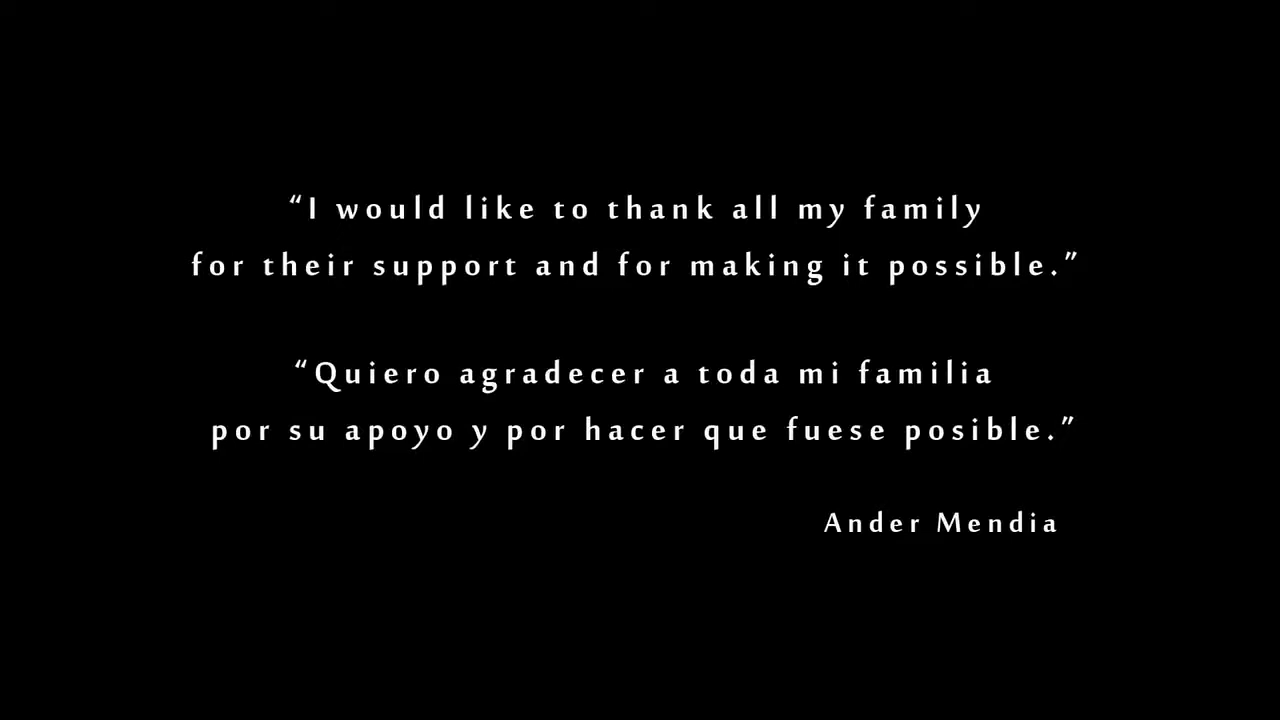 “I would like to thank all my family
for their support and for making it possible.”
“Quiero agradecer a toda mi familia
por su apoyo y por hacer que fuese posible.”
Ander Mendia